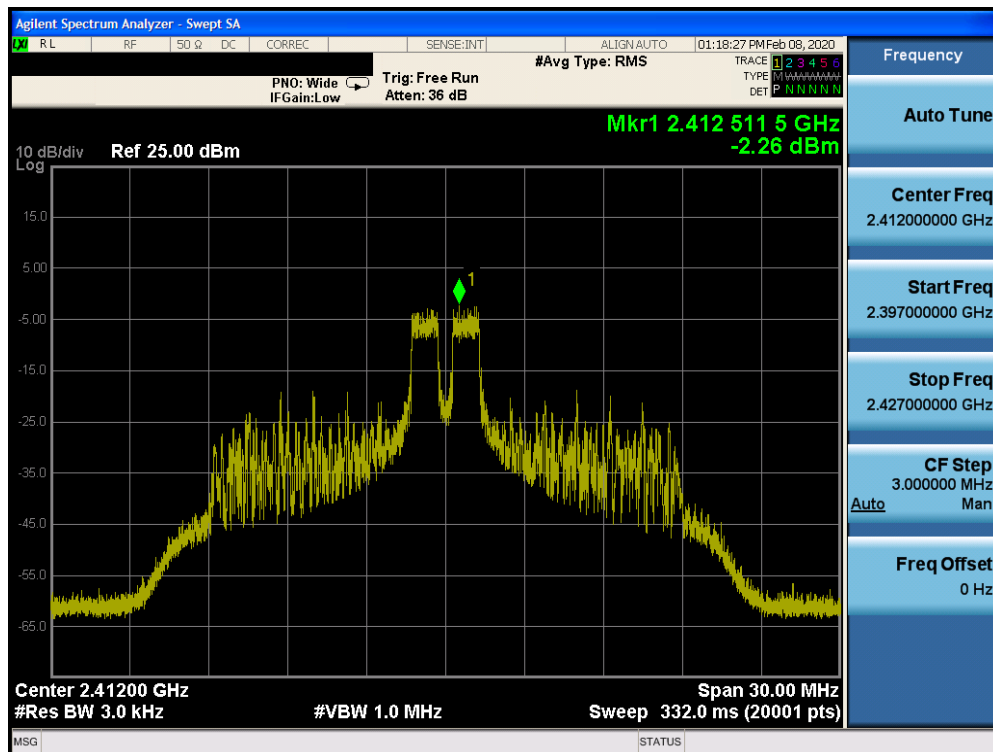 Agilent Spectrum Analyzer - Swept SA
LXI RL RF 50 Ω DC CORREC SENSE:INT ALIGN AUTO 01:18:27 PM Feb 08, 2020
PNO: Wide
IFGain:Low
Trig: Free Run
Atten: 36 dB
#Avg Type: RMS
TRACE 1 2 3 4 5 6
TYPE M WWWWW
DET P N N N N N
Mkr1 2.412 511 5 GHz
-2.26 dBm
10 dB/div Ref 25.00 dBm
Log
15.0
5.00
1
-5.00
-15.0
-25.0
-35.0
-45.0
-55.0
-65.0
Center 2.41200 GHz Span 30.00 MHz
#Res BW 3.0 kHz #VBW 1.0 MHz Sweep 332.0 ms (20001 pts)
MSG STATUS
Frequency
Auto Tune
Center Freq
2.412000000 GHz
Start Freq
2.397000000 GHz
Stop Freq
2.427000000 GHz
CF Step
3.000000 MHz
Auto Man
Freq Offset
0 Hz